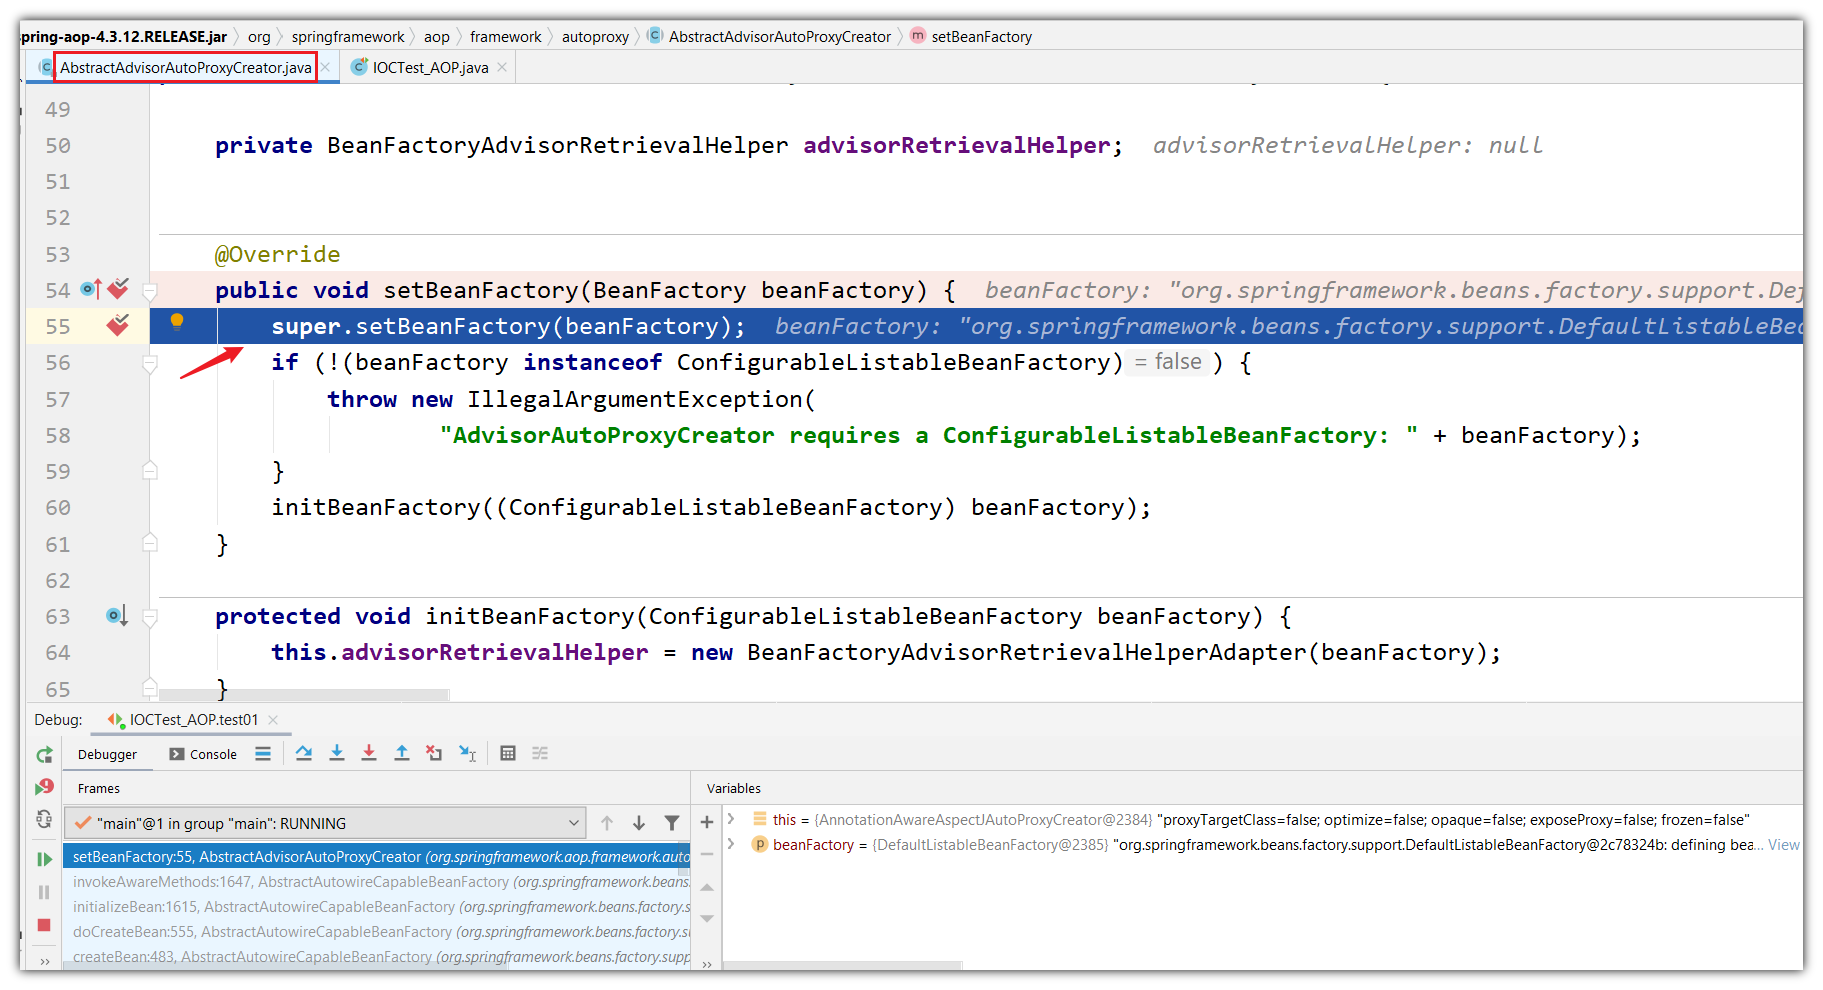 spring-aop-4.3.12.RELEASE.jar org springframework aop framework autoproxy AbstractAdvisorAutoProxyCreator setBeanFactory
AbstractAdvisorAutoProxyCreator.java IOCTest_AOP.java
49
50 private BeanFactoryAdvisorRetrievalHelper advisorRetrievalHelper; advisorRetrievalHelper: null
51
52
53 @Override
54 public void setBeanFactory(BeanFactory beanFactory) { beanFactory: "org.springframework.beans.factory.support.Def
55 super.setBeanFactory(beanFactory); beanFactory: "org.springframework.beans.factory.support.DefaultListableBea
56 if (!(beanFactory instanceof ConfigurableListableBeanFactory) = false ) {
57 throw new IllegalArgumentException(
58 "AdvisorAutoProxyCreator requires a ConfigurableListableBeanFactory: " + beanFactory);
59 }
60 initBeanFactory((ConfigurableListableBeanFactory) beanFactory);
61 }
62
63 protected void initBeanFactory(ConfigurableListableBeanFactory beanFactory) {
64 this.advisorRetrievalHelper = new BeanFactoryAdvisorRetrievalHelperAdapter(beanFactory);
65 }
Debug: IOCTest_AOP.test01
Debugger Console
Frames Variables
"main"@1 in group "main": RUNNING
this = {AnnotationAwareAspectJAutoProxyCreator@2384} "proxyTargetClass=false; optimize=false; opaque=false; exposeProxy=false; frozen=false"
beanFactory = {DefaultListableBeanFactory@2385} "org.springframework.beans.factory.support.DefaultListableBeanFactory@2c78324b: defining bea... View
setBeanFactory:55, AbstractAdvisorAutoProxyCreator (org.springframework.aop.framework.auto
invokeAwareMethods:1647, AbstractAutowireCapableBeanFactory (org.springframework.beans.
initializeBean:1615, AbstractAutowireCapableBeanFactory (org.springframework.beans.factory.s
doCreateBean:555, AbstractAutowireCapableBeanFactory (org.springframework.beans.factory.su
createBean:483, AbstractAutowireCapableBeanFactory (org.springframework.beans.factory.supp